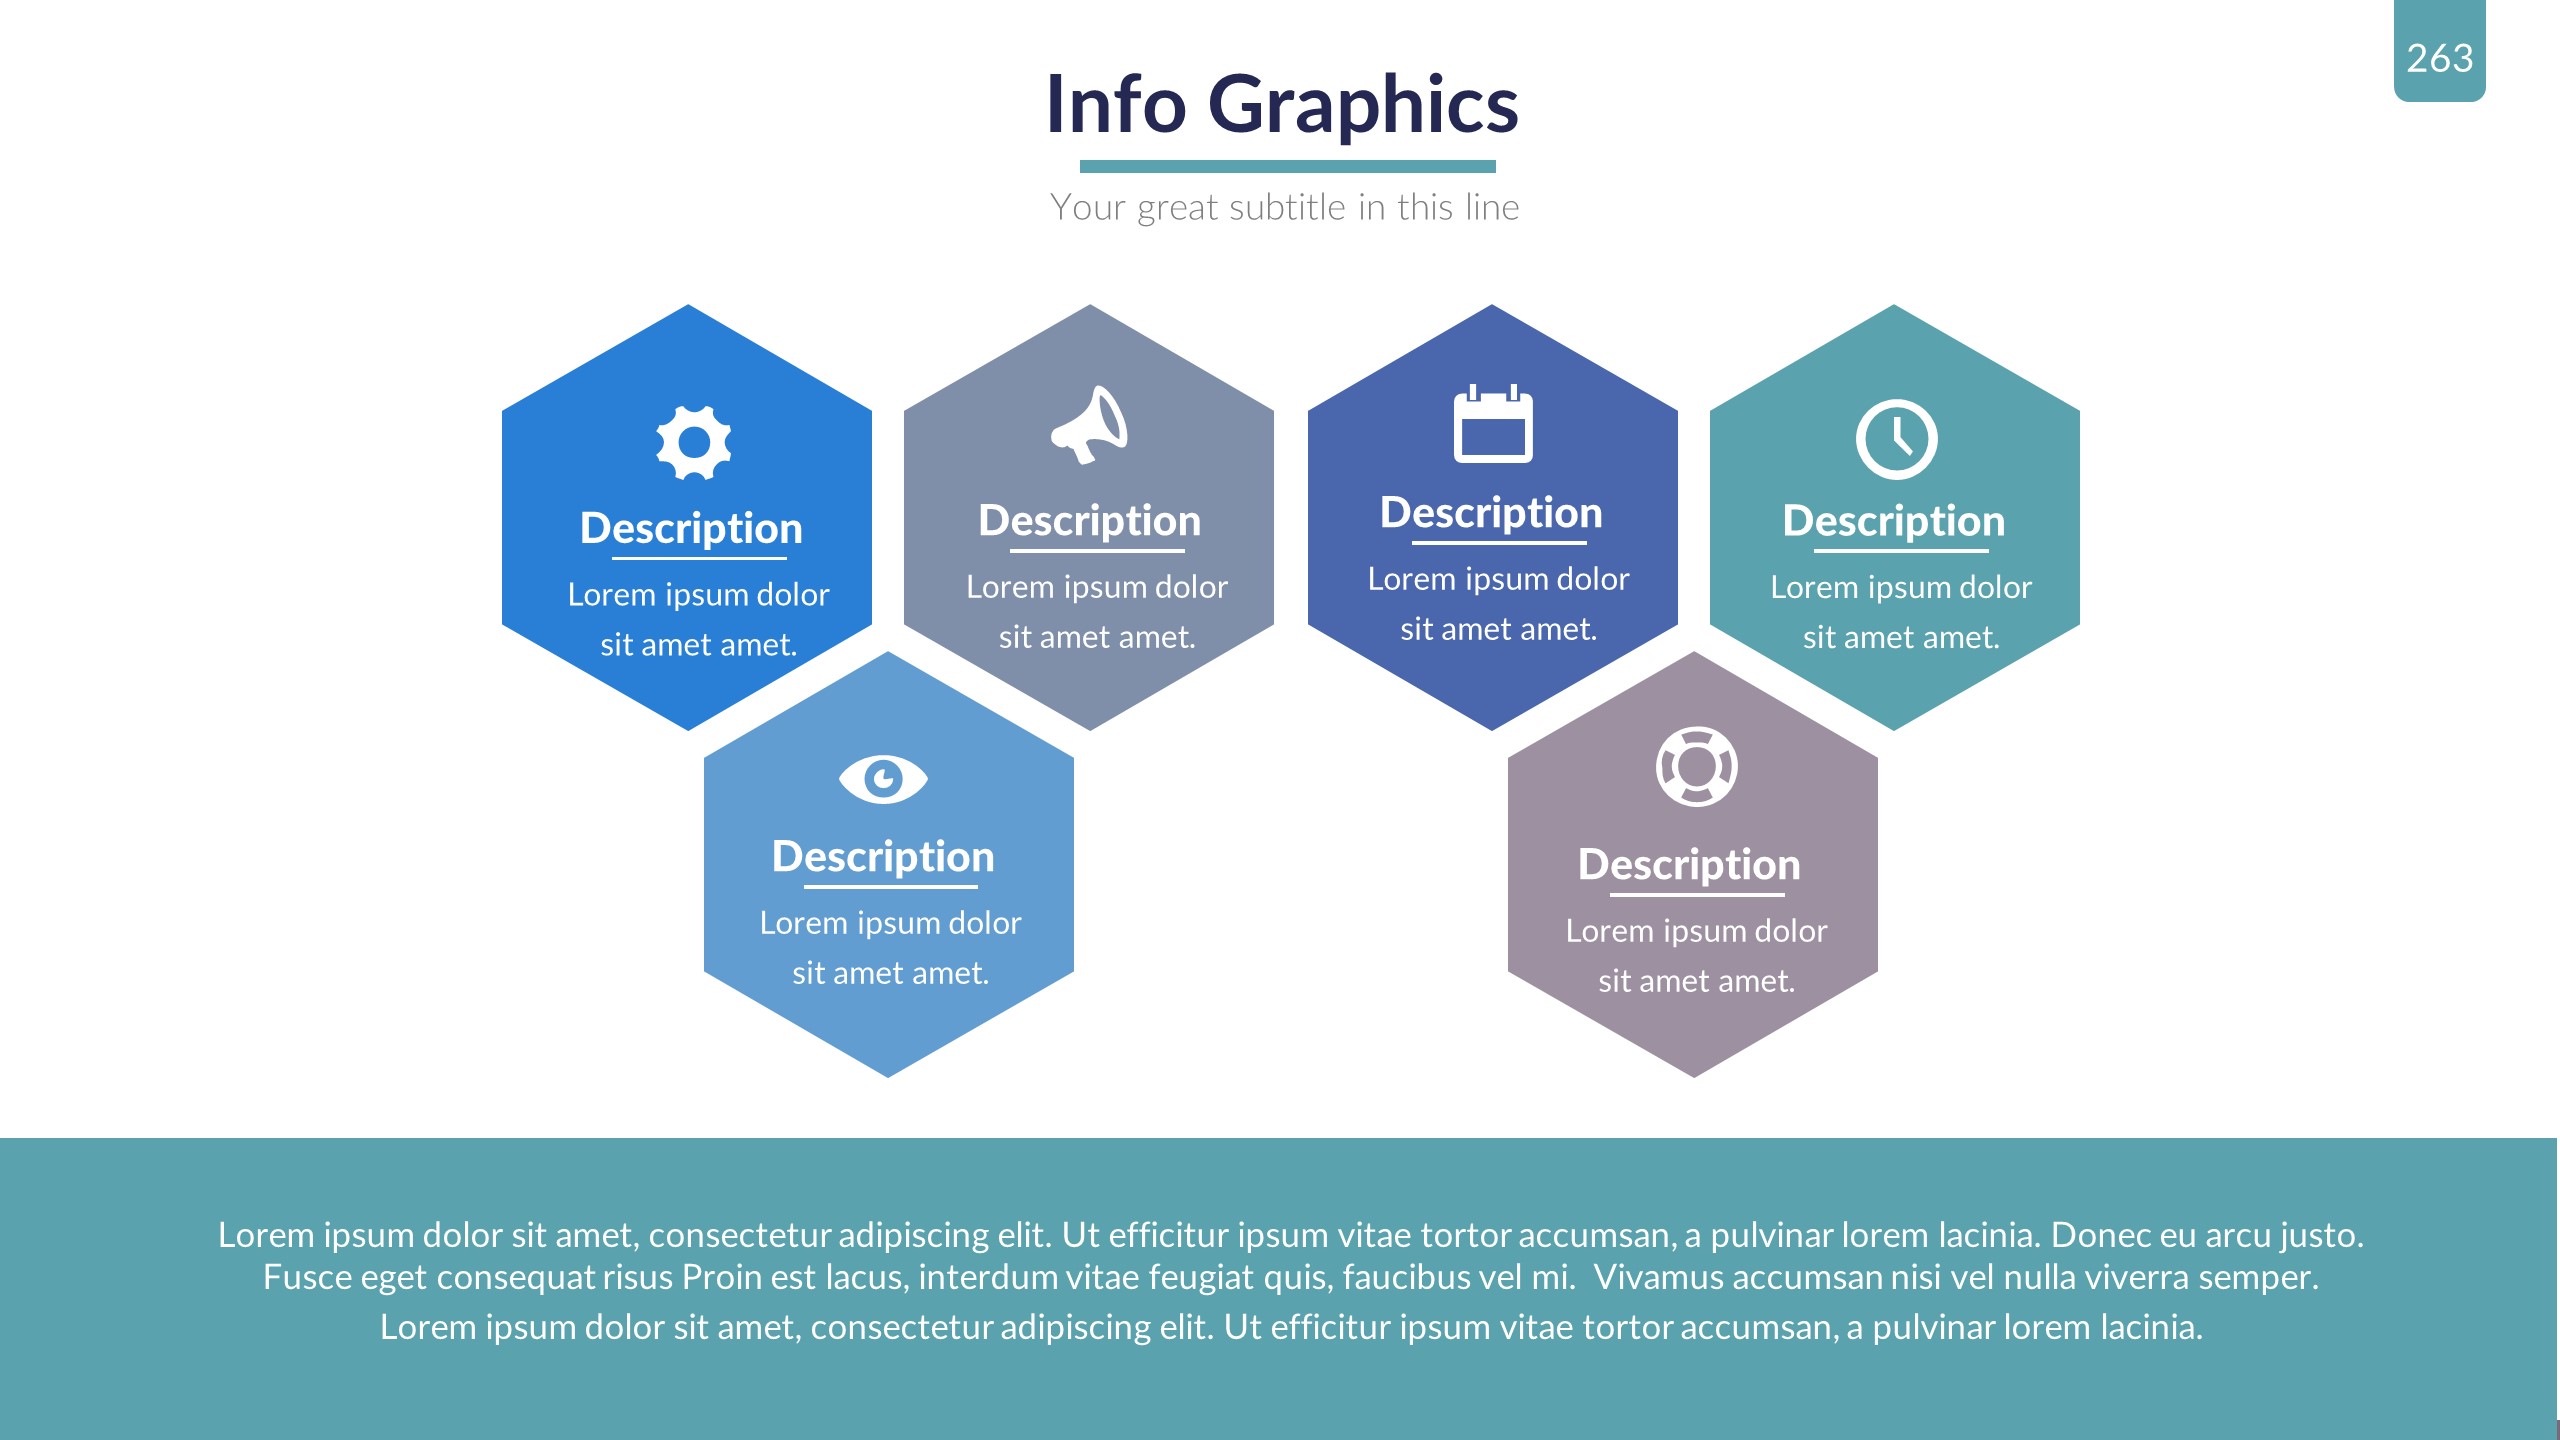 263
Info Graphics
Your great subtitle in this line
Description
Lorem ipsum dolor
sit amet amet.
Description
Lorem ipsum dolor
sit amet amet.
Description
Lorem ipsum dolor
sit amet amet.
Description
Lorem ipsum dolor
sit amet amet.
Description
Lorem ipsum dolor
sit amet amet.
Description
Lorem ipsum dolor
sit amet amet.
Lorem ipsum dolor sit amet, consectetur adipiscing elit. Ut efficitur ipsum vitae tortor accumsan, a pulvinar lorem lacinia. Donec eu arcu justo.
Fusce eget consequat risus Proin est lacus, interdum vitae feugiat quis, faucibus vel mi.  Vivamus accumsan nisi vel nulla viverra semper.
Lorem ipsum dolor sit amet, consectetur adipiscing elit. Ut efficitur ipsum vitae tortor accumsan, a pulvinar lorem lacinia.